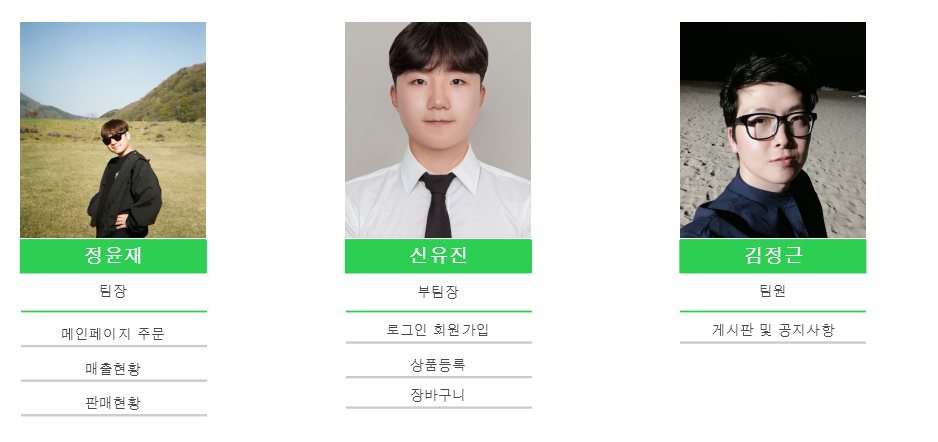 정윤재
팀장
메인페이지 주문
매출현황
판매현황
신유진
부팀장
로그인 회원가입
상품등록
장바구니
김정근
팀원
게시판 및 공지사항